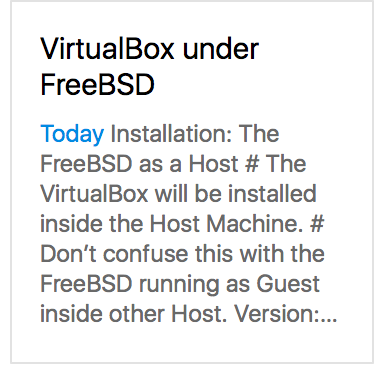 VirtualBox under
FreeBSD
Today Installation: The
FreeBSD as a Host # The
VirtualBox will be installed
inside the Host Machine. #
Don’t confuse this with the
FreeBSD running as Guest
inside other Host. Version:...